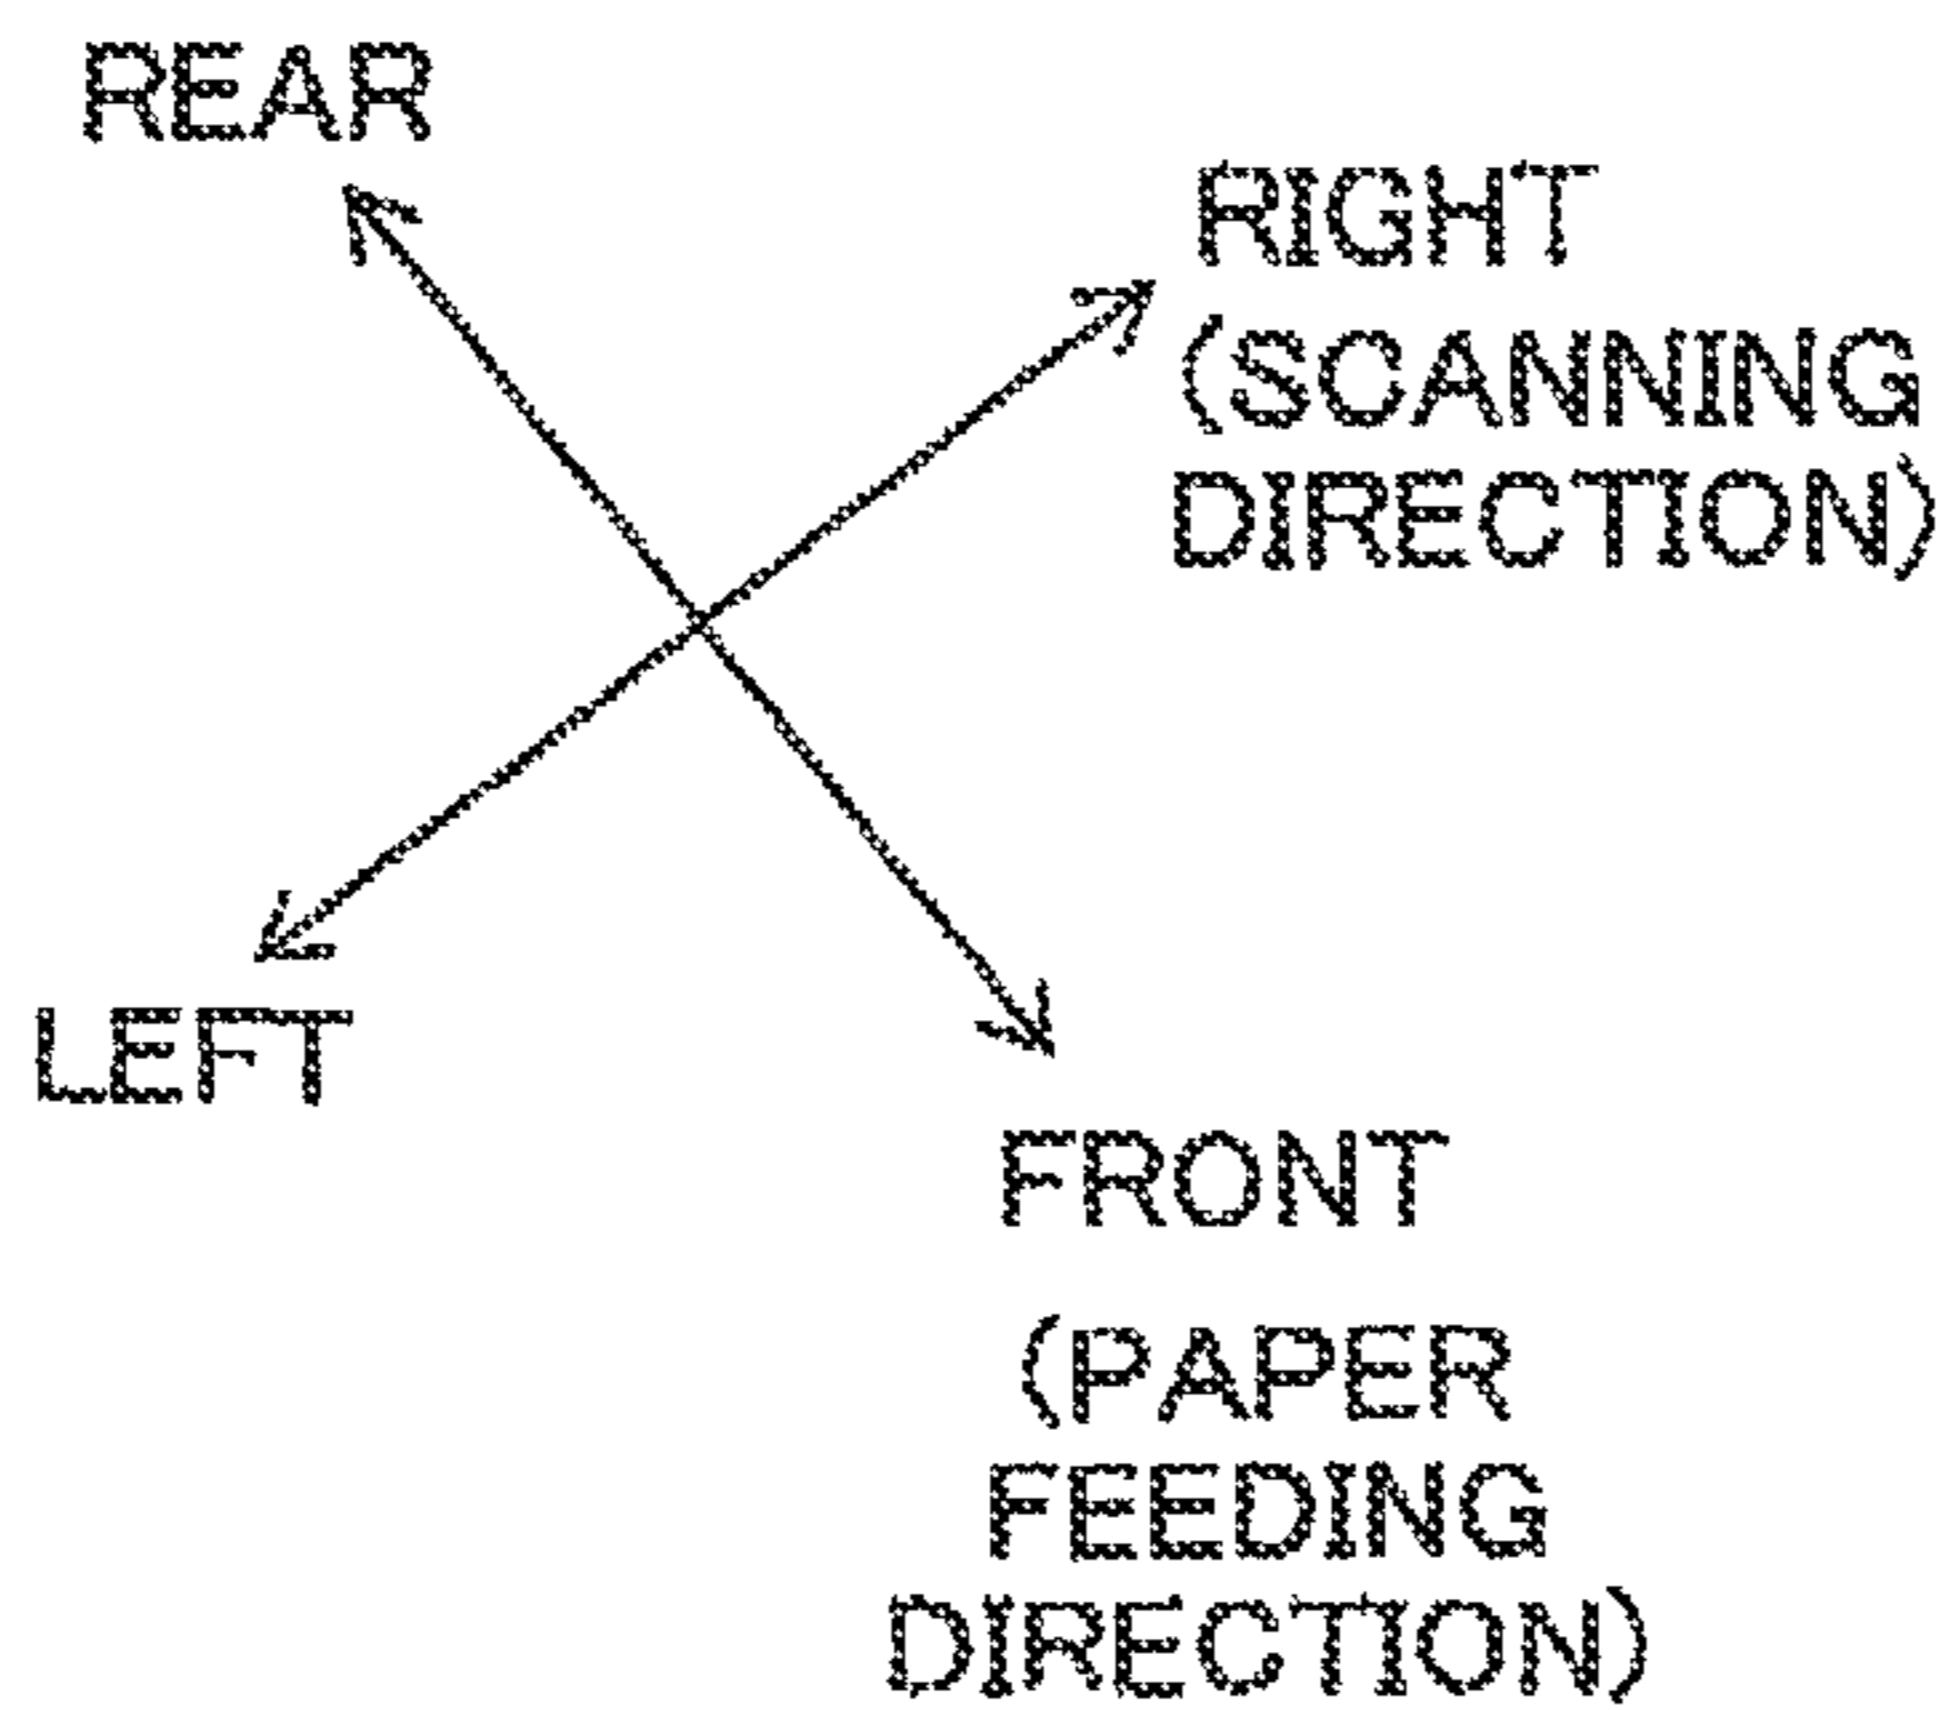 REAR
RIGHT
(SCANNING
DIRECTION)
LEFT
FRONT
(PAPER
FEEDING
DIRECTION)